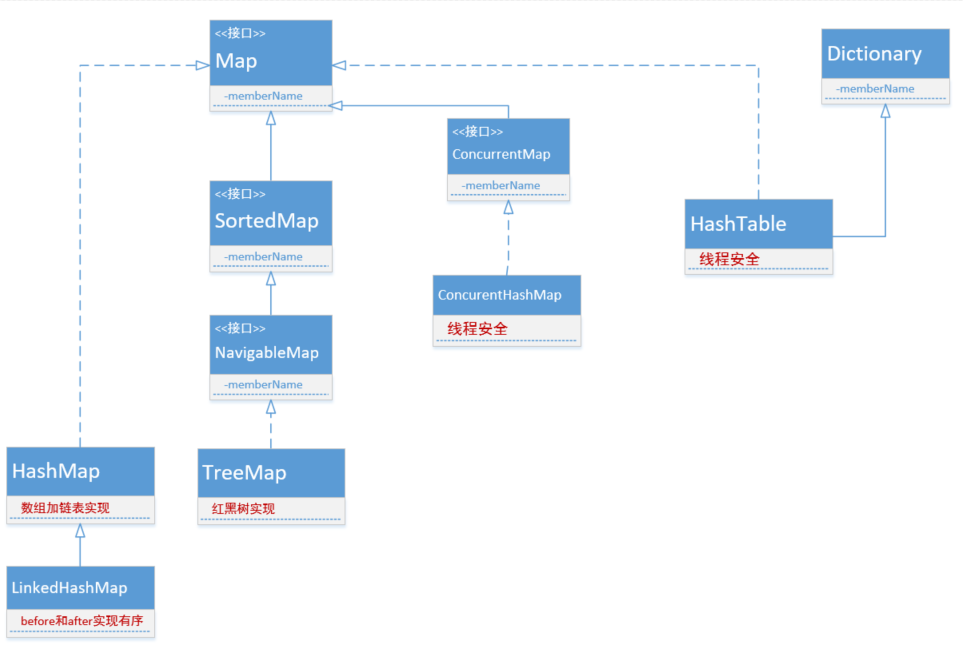 <<接口>>
Map
-memberName
Dictionary
-memberName
<<接口>>
ConcurrentMap
-memberName
<<接口>>
SortedMap
-memberName
HashTable
线程安全
ConcurentHashMap
线程安全
<<接口>>
NavigableMap
-memberName
HashMap
数组加链表实现
TreeMap
红黑树实现
LinkedHashMap
before和after实现有序